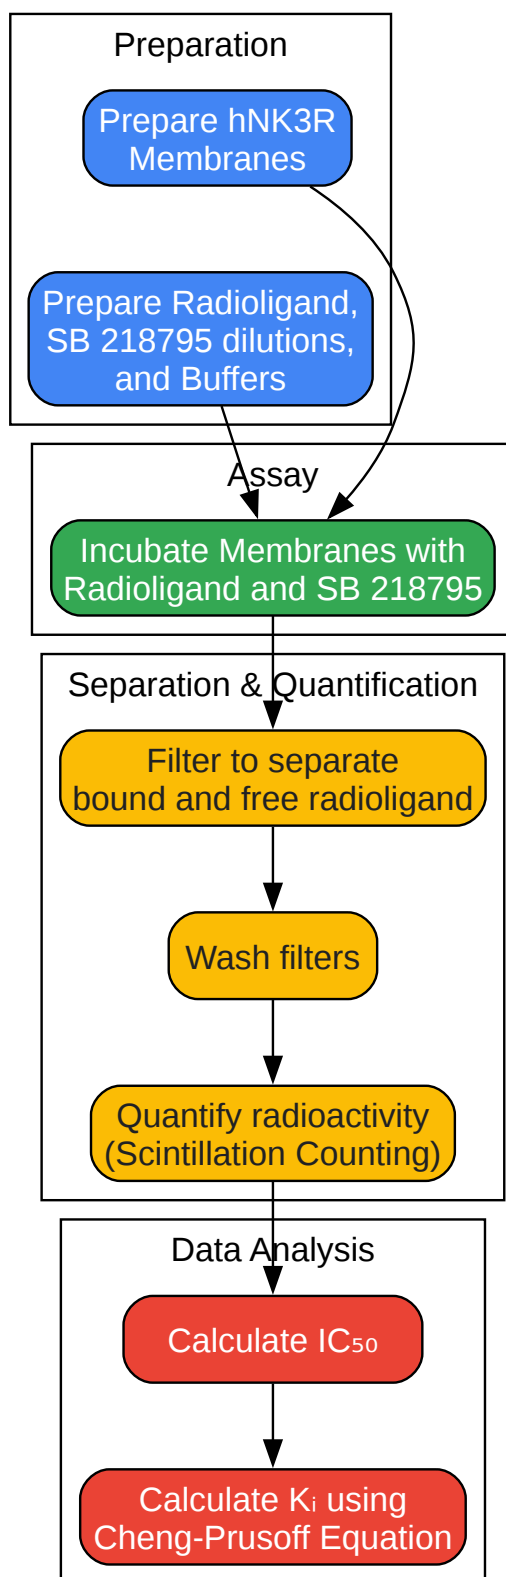 Preparation
Prepare hNK3R
Membranes
Prepare Radioligand,
SB 218795 dilutions,
and Buffers
Assay
Incubate Membranes with
Radioligand and SB 218795
Separation & Quantification
Filter to separate
bound and free radioligand
Wash filters
Quantify radioactivity
(Scintillation Counting)
Data Analysis
Calculate IC₅₀
Calculate Kᵢ using
Cheng-Prusoff Equation